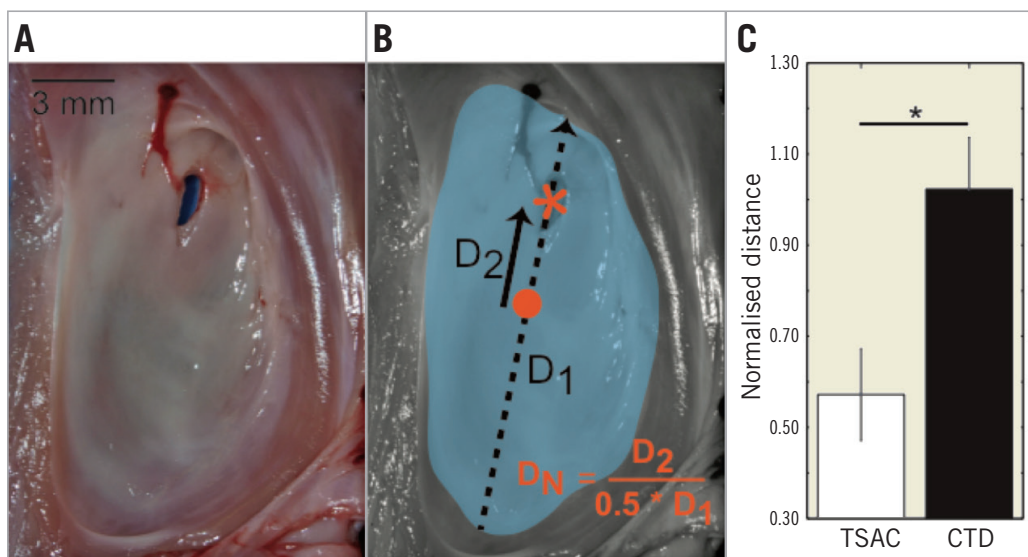 A
3 mm
B
D2
D1
DN = D2 / 0.5 * D1
C
1.30
1.10
0.90
0.70
0.50
0.30
Normalised distance
*
TSAC
CTD